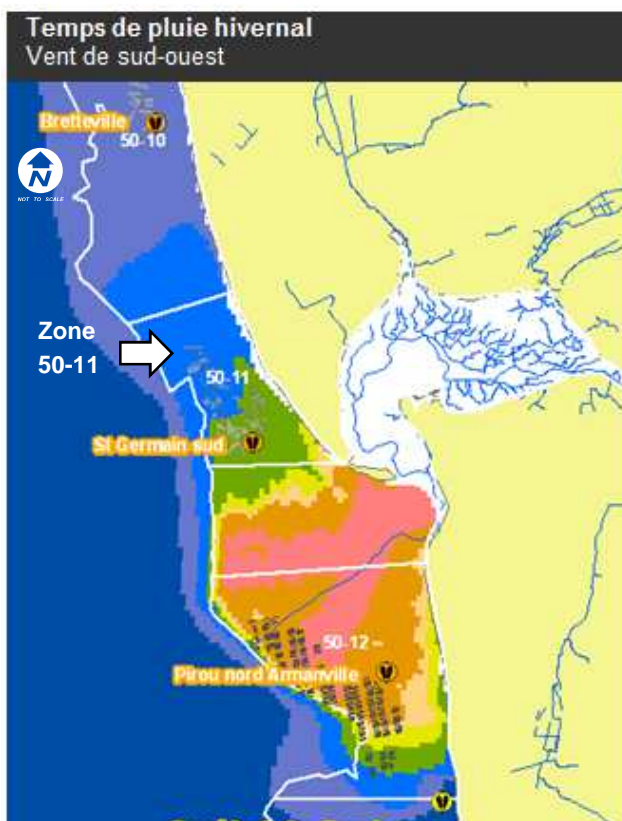 Temps de pluie hivernal
Vent de sud-ouest
Bretteville
50-10
N
NOT TO SCALE
Zone
50-11
50-11
St Germain sud
50-12
Pirou nord Armanville